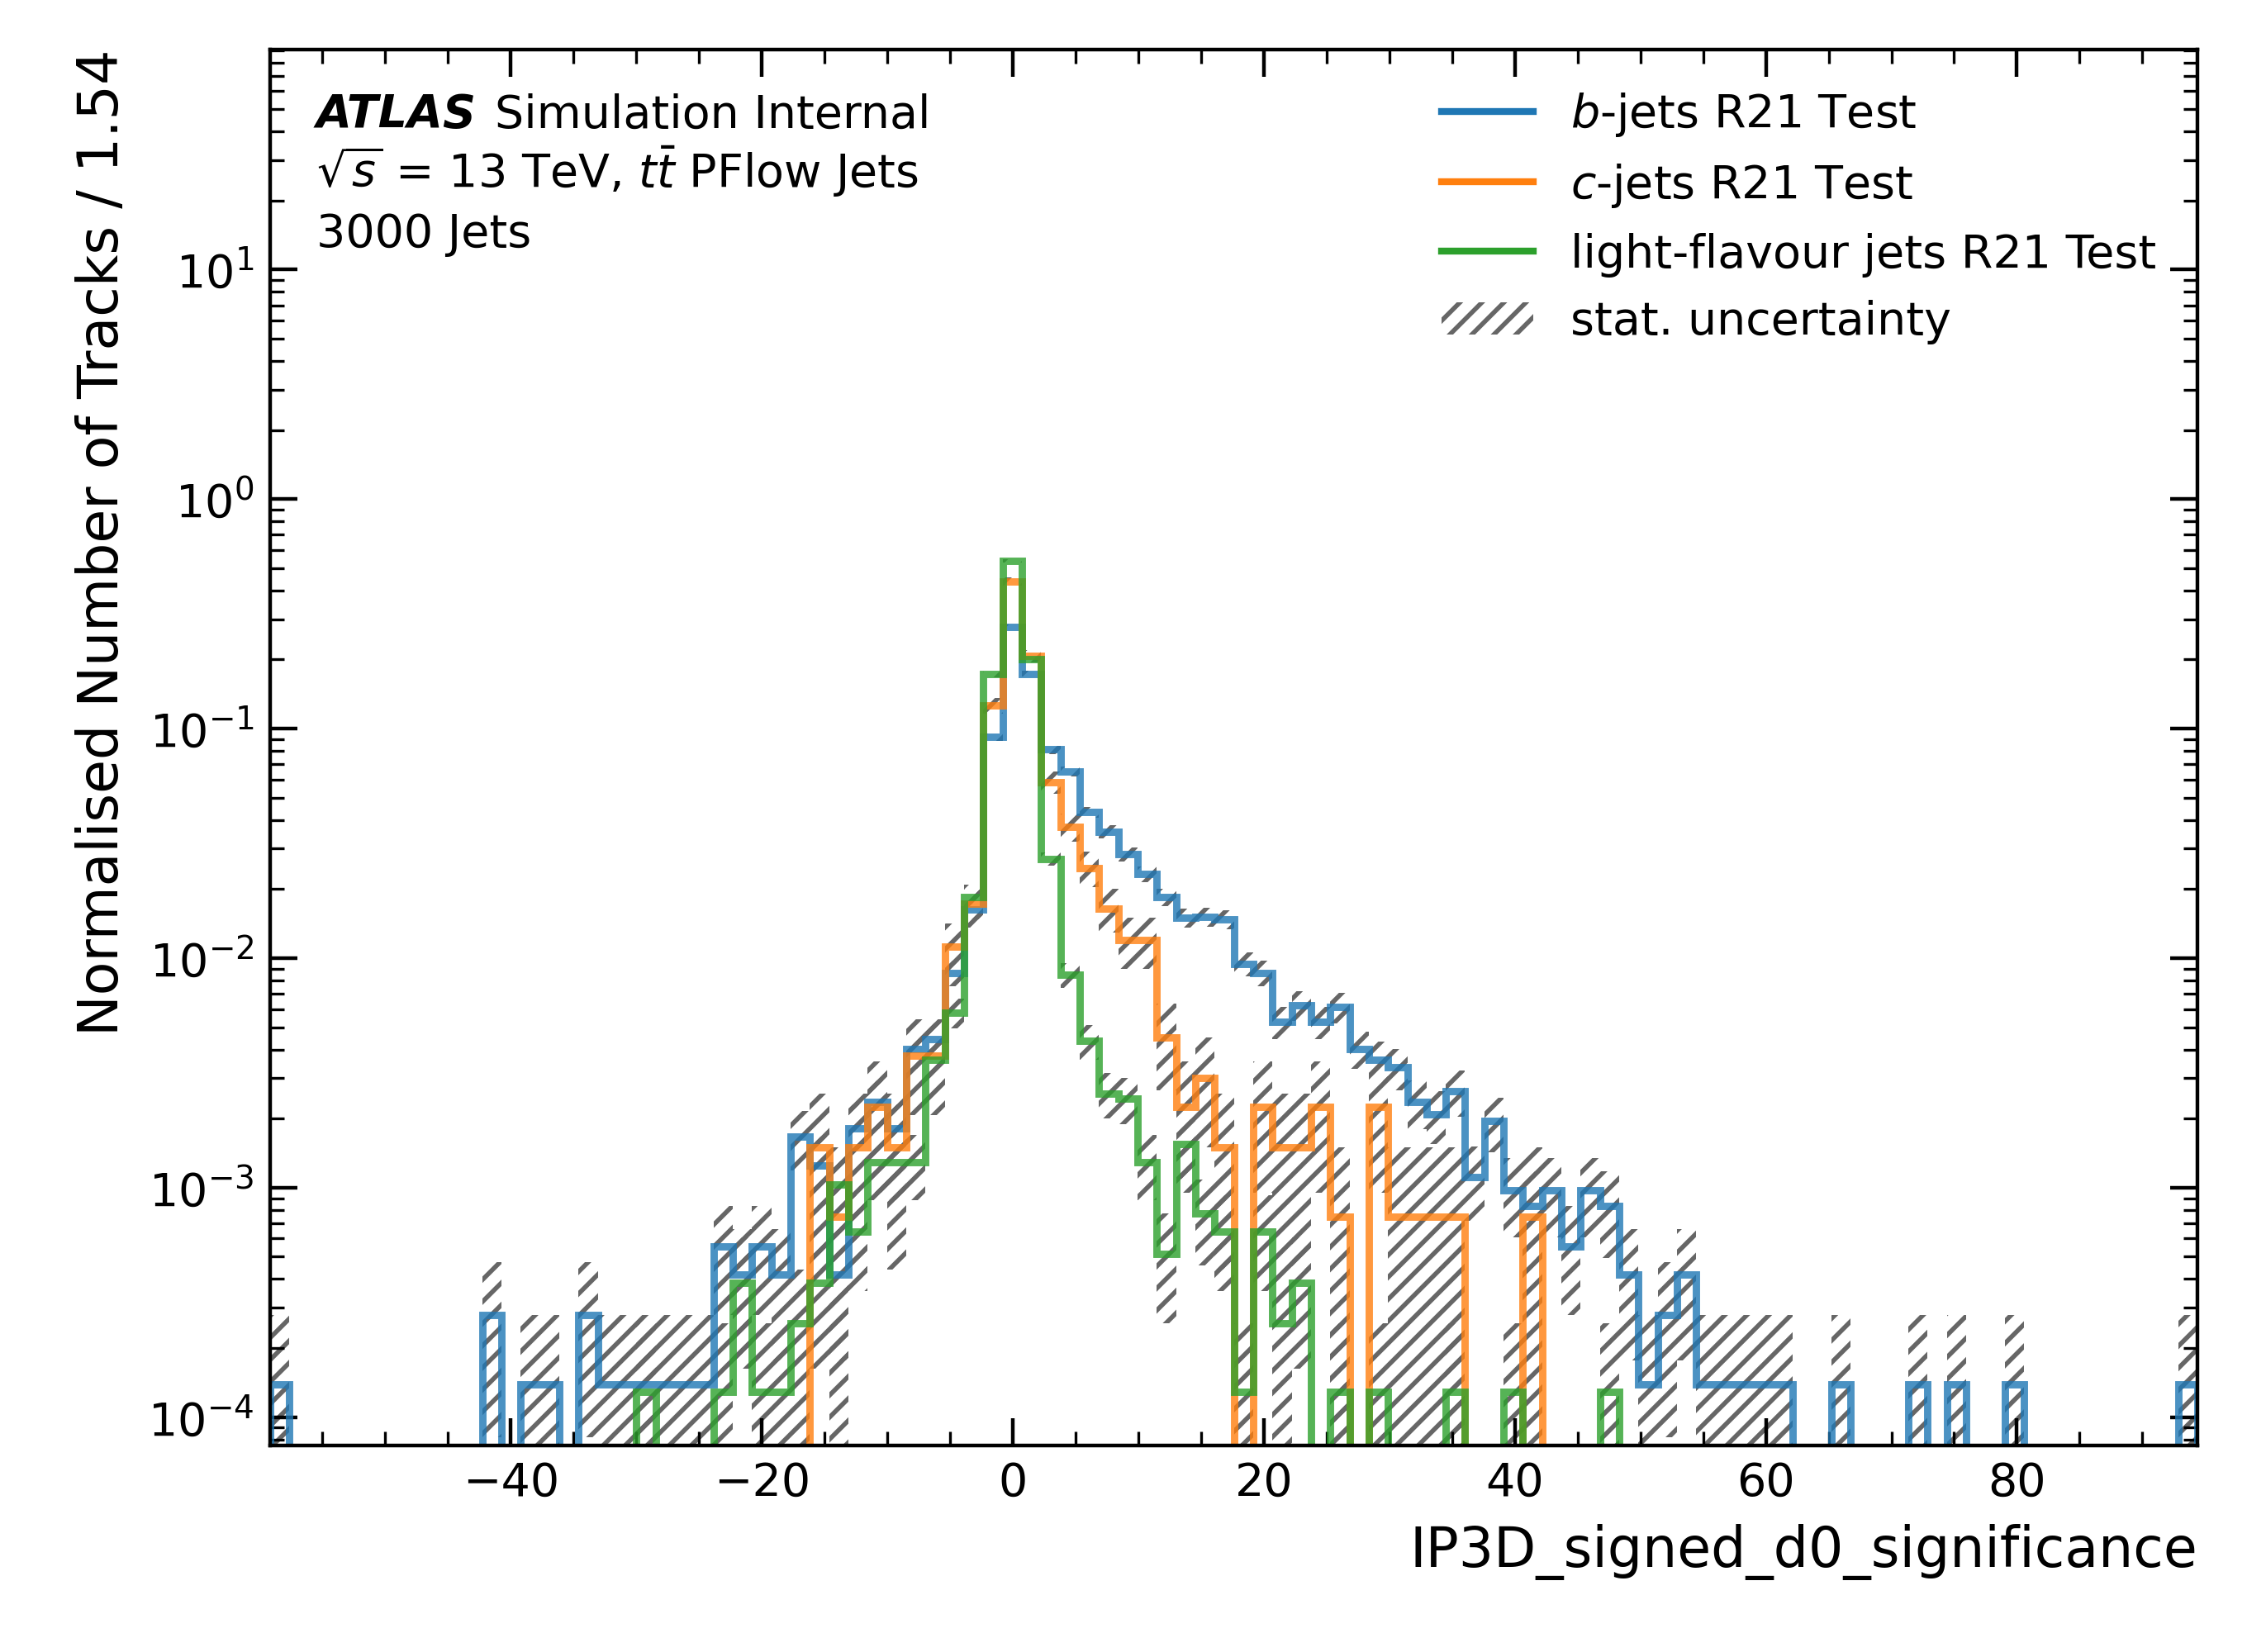 Normalised Number of Tracks / 1.54
ATLAS Simulation Internal
√s = 13 TeV, tt̄ PFlow Jets
3000 Jets
b-jets R21 Test
c-jets R21 Test
light-flavour jets R21 Test
stat. uncertainty
10¹
10⁰
10⁻¹
10⁻²
10⁻³
10⁻⁴
−40 −20 0 20 40 60 80
IP3D_signed_d0_significance